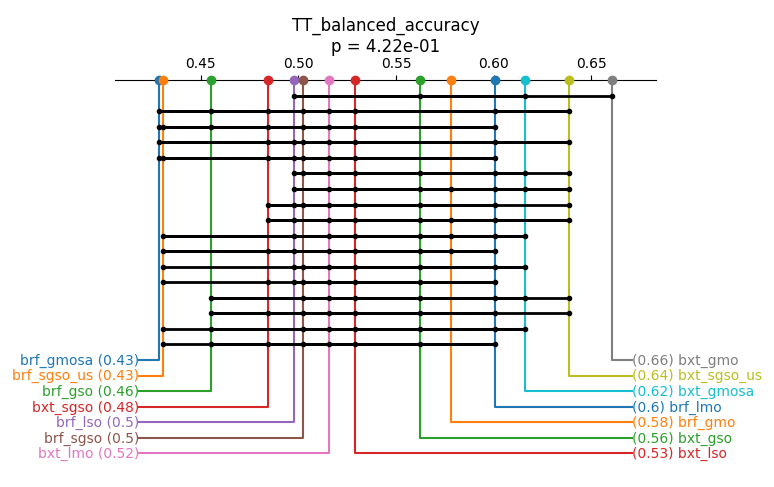 TT_balanced_accuracy
p = 4.22e-01
0.45 0.50 0.55 0.60 0.65
brf_gmosa (0.43) (0.66) bxt_gmo
brf_sgso_us (0.43) (0.64) bxt_sgso_us
brf_gso (0.46) (0.62) bxt_gmosa
bxt_sgso (0.48) (0.6) brf_lmo
brf_lso (0.5) (0.58) brf_gmo
brf_sgso (0.5) (0.56) bxt_gso
bxt_lmo (0.52) (0.53) bxt_lso